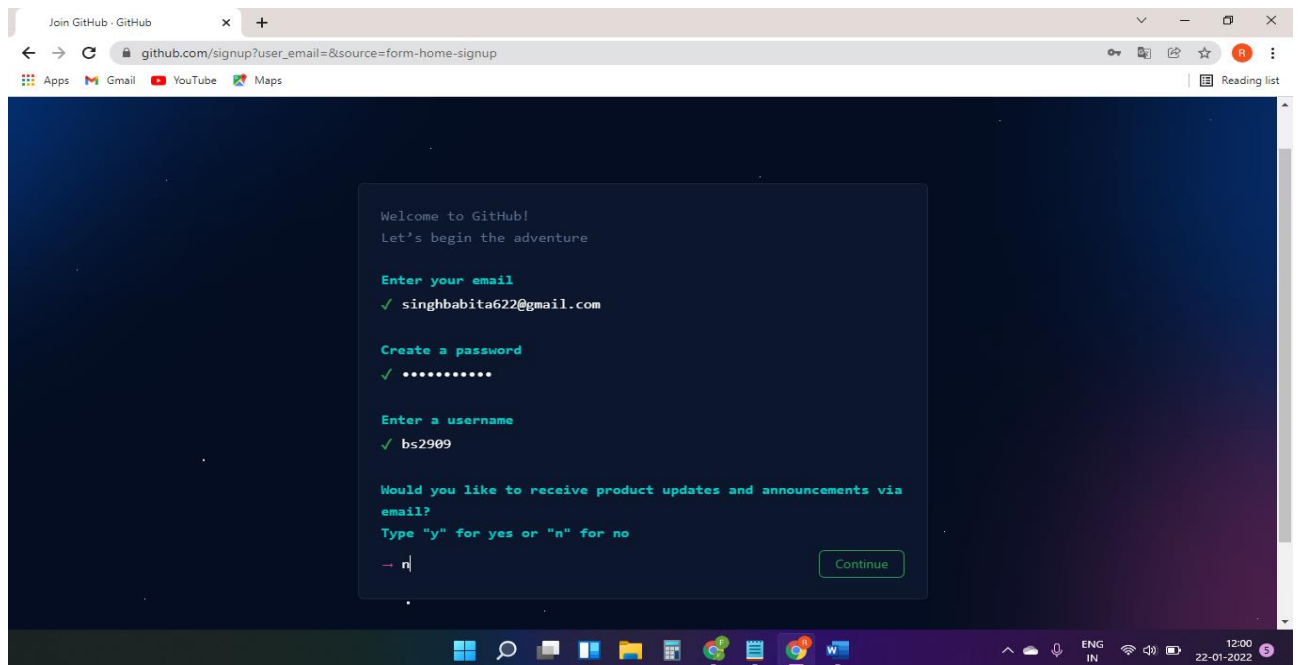 Join GitHub · GitHub
github.com/signup?user_email=&source=form-home-signup
R
Apps Gmail YouTube Maps
Reading list
Welcome to GitHub!
Let's begin the adventure
Enter your email
✓ singhbabita622@gmail.com
Create a password
✓ •••••••••••
Enter a username
✓ bs2909
Would you like to receive product updates and announcements via
email?
Type "y" for yes or "n" for no
→ n
Continue
ENG
IN
12:00
22-01-2022
5